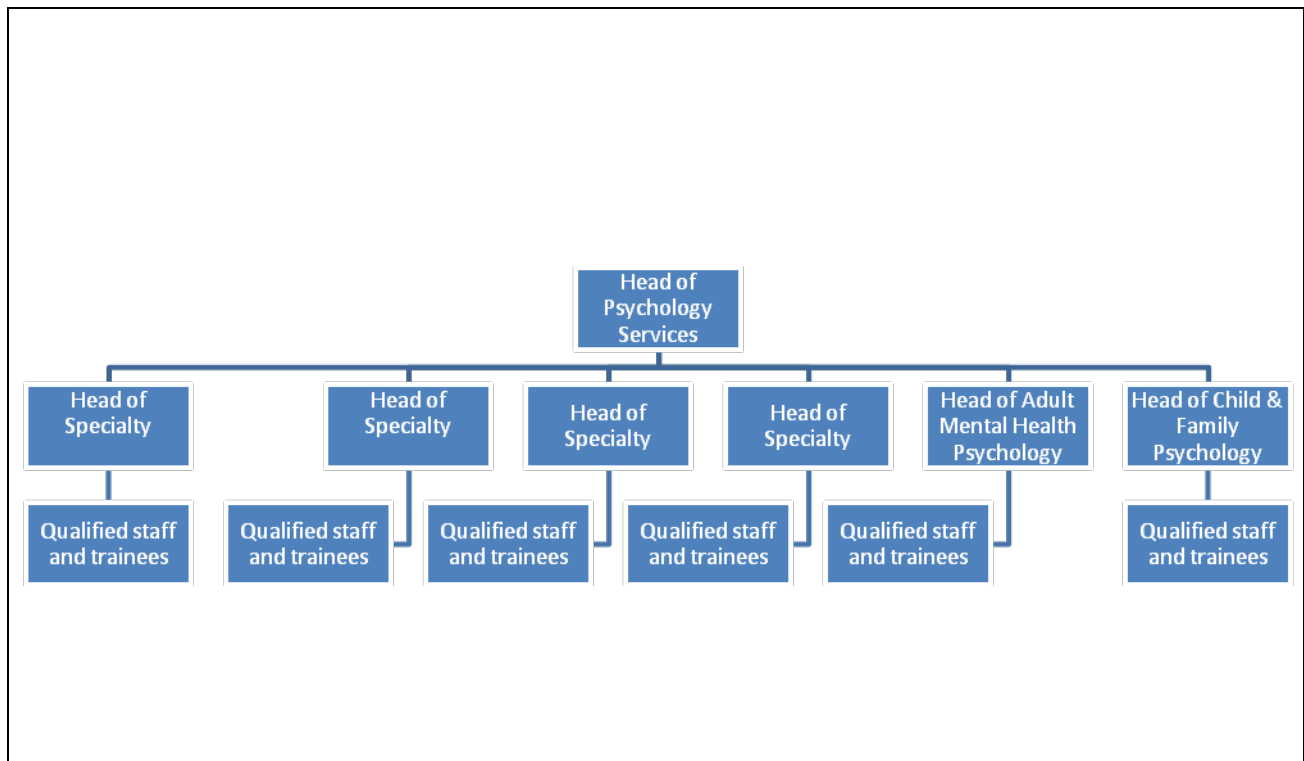 Head of
Psychology
Services
Head of
Specialty
Head of
Specialty
Head of
Specialty
Head of
Specialty
Head of Adult
Mental Health
Psychology
Head of Child &
Family
Psychology
Qualified staff
and trainees
Qualified staff
and trainees
Qualified staff
and trainees
Qualified staff
and trainees
Qualified staff
and trainees
Qualified staff
and trainees